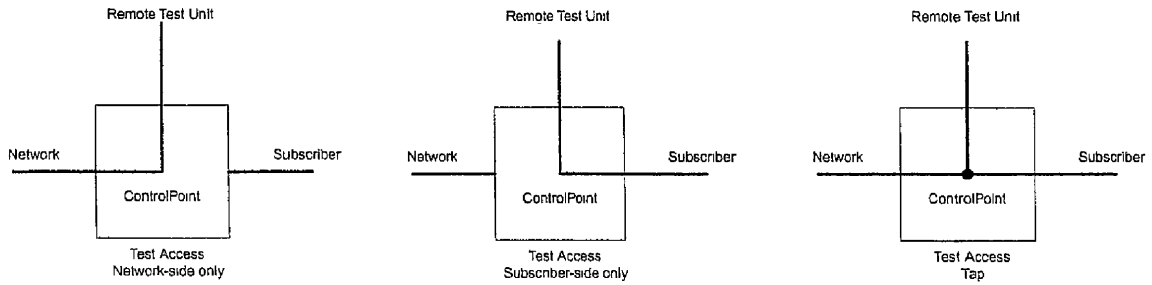 Remote Test Unit
Network
Subscriber
ControlPoint
Test Access
Network-side only
Remote Test Unit
Network
Subscriber
ControlPoint
Test Access
Subscriber-side only
Remote Test Unit
Network
Subscriber
ControlPoint
Test Access
Tap